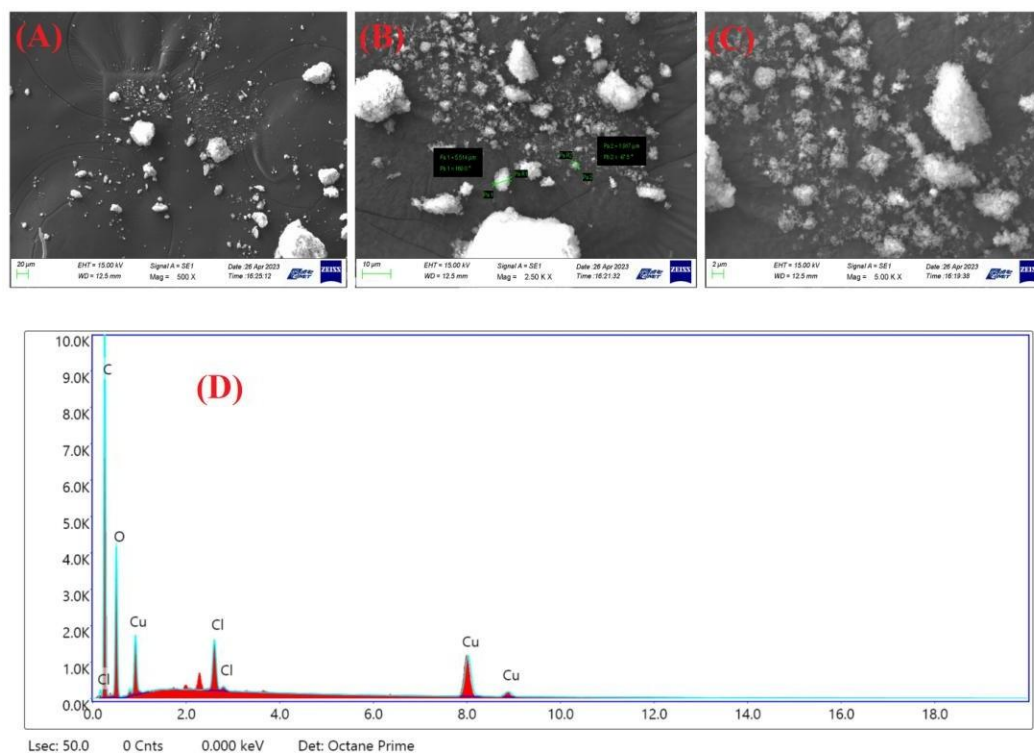 (A)
20 µm
EHT = 15.00 kV
WD = 12.5 mm
Signal A = SE1
Mag = 500 X
Date :26 Apr 2023
Time :16:25:12
ZEISS
(B)
10 µm
EHT = 15.00 kV
WD = 12.5 mm
Signal A = SE1
Mag = 2.50 K X
Date :26 Apr 2023
Time :16:21:32
ZEISS
(C)
2 µm
EHT = 15.00 kV
WD = 12.5 mm
Signal A = SE1
Mag = 5.00 K X
Date :26 Apr 2023
Time :16:19:38
ZEISS
(D)
10.0K
9.0K
8.0K
7.0K
6.0K
5.0K
4.0K
3.0K
2.0K
1.0K
0.0K
C
O
Cu
Cl
Cl
Cl
Cu
Cu
0.0 2.0 4.0 6.0 8.0 10.0 12.0 14.0 16.0 18.0
Lsec: 50.0 0 Cnts 0.000 keV Det: Octane Prime